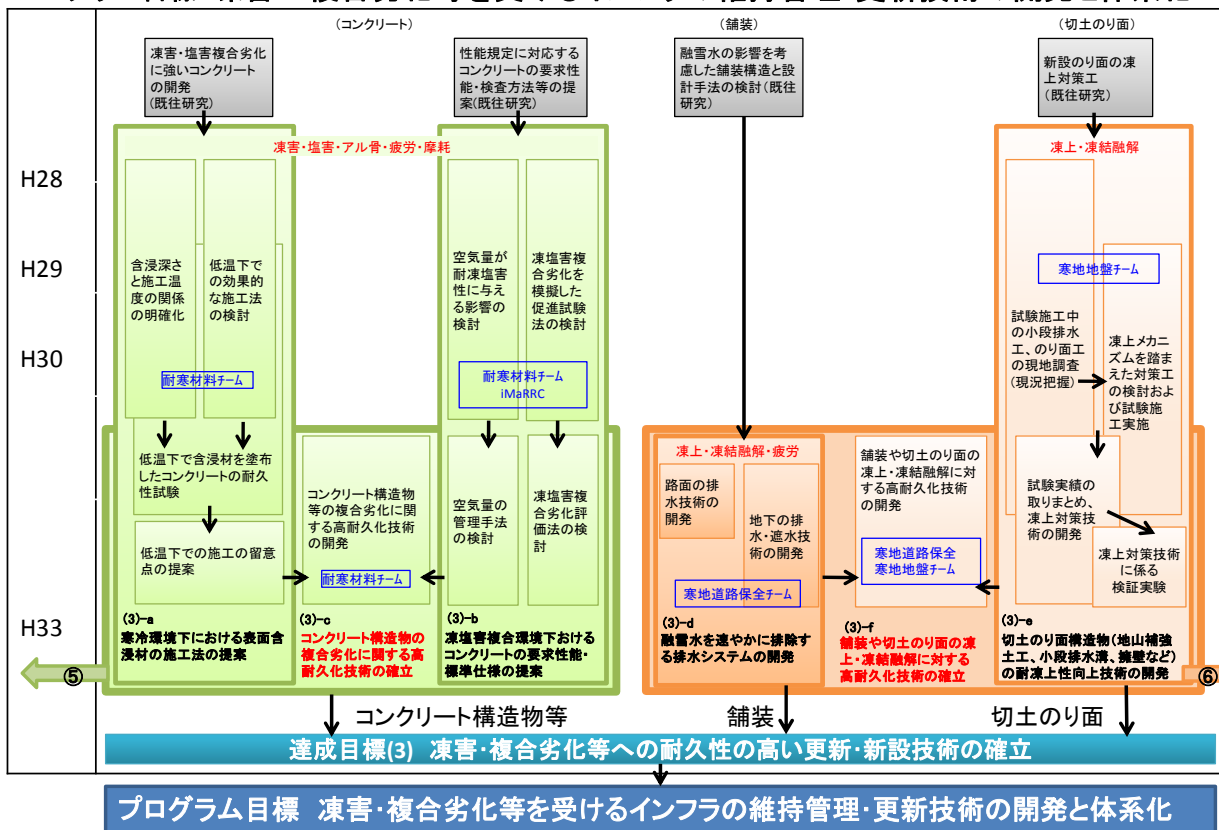 (コンクリート)
(舗装)
(切土のり面)
凍害・塩害複合劣化
に強いコンクリート
の開発
(既往研究)
性能規定に対応する
コンクリートの要求性
能・検査方法等の提
案(既往研究)
融雪水の影響を考
慮した舗装構造と設
計手法の検討(既往
研究)
新設のり面の凍
上対策工
(既往研究)
凍害・塩害・アル骨・疲労・摩耗
凍上・凍結融解
H28
H29
H30
H33
含浸深さ
と施工温
度の関係
の明確化
低温下で
の効果的
な施工法
の検討
耐寒材料チーム
空気量が
耐凍塩害
性に与え
る影響の
検討
凍塩害複
合劣化を
模擬した
促進試験
法の検討
耐寒材料チーム
iMaRRC
寒地地盤チーム
試験施工中
の小段排水
工、のり面工
の現地調査
(現況把握)
凍上メカ
ニズムを踏ま
えた対策工
の検討およ
び試験施
工実施
低温下で含浸材を塗布
したコンクリートの耐久
性試験
低温下での施工の留意
点の提案
コンクリート構造物
等の複合劣化に関
する高耐久化技術
の開発
耐寒材料チーム
空気量の
管理手法
の検討
凍塩害複
合劣化評
価法の検
討
凍上・凍結融解・疲労
路面の排
水技術の
開発
地下の排
水・遮水技
術の開発
寒地道路保全チーム
舗装や切土のり面の
凍上・凍結融解に対
する高耐久化技術の
開発
寒地道路保全
寒地地盤チーム
試験実績の
取りまとめ、
凍上対策技
術の開発
凍上対策技術
に係る
検証実験
(3)-a
寒冷環境下における表面含
浸材の施工法の提案
(3)-c
コンクリート構造物の
複合劣化に関する高
耐久化技術の確立
(3)-b
凍塩害複合環境下おける
コンクリートの要求性能・
標準仕様の提案
(3)-d
融雪水を速やかに排除す
る排水システムの開発
(3)-f
舗装や切土のり面の凍
上・凍結融解に対する
高耐久化技術の確立
(3)-e
切土のり面構造物(地山補強
土工、小段排水溝、擁壁など)
の耐凍上性向上技術の開発
⑤
⑥
コンクリート構造物等
舗装
切土のり面
達成目標(3) 凍害・複合劣化等への耐久性の高い更新・新設技術の確立
プログラム目標 凍害・複合劣化等を受けるインフラの維持管理・更新技術の開発と体系化